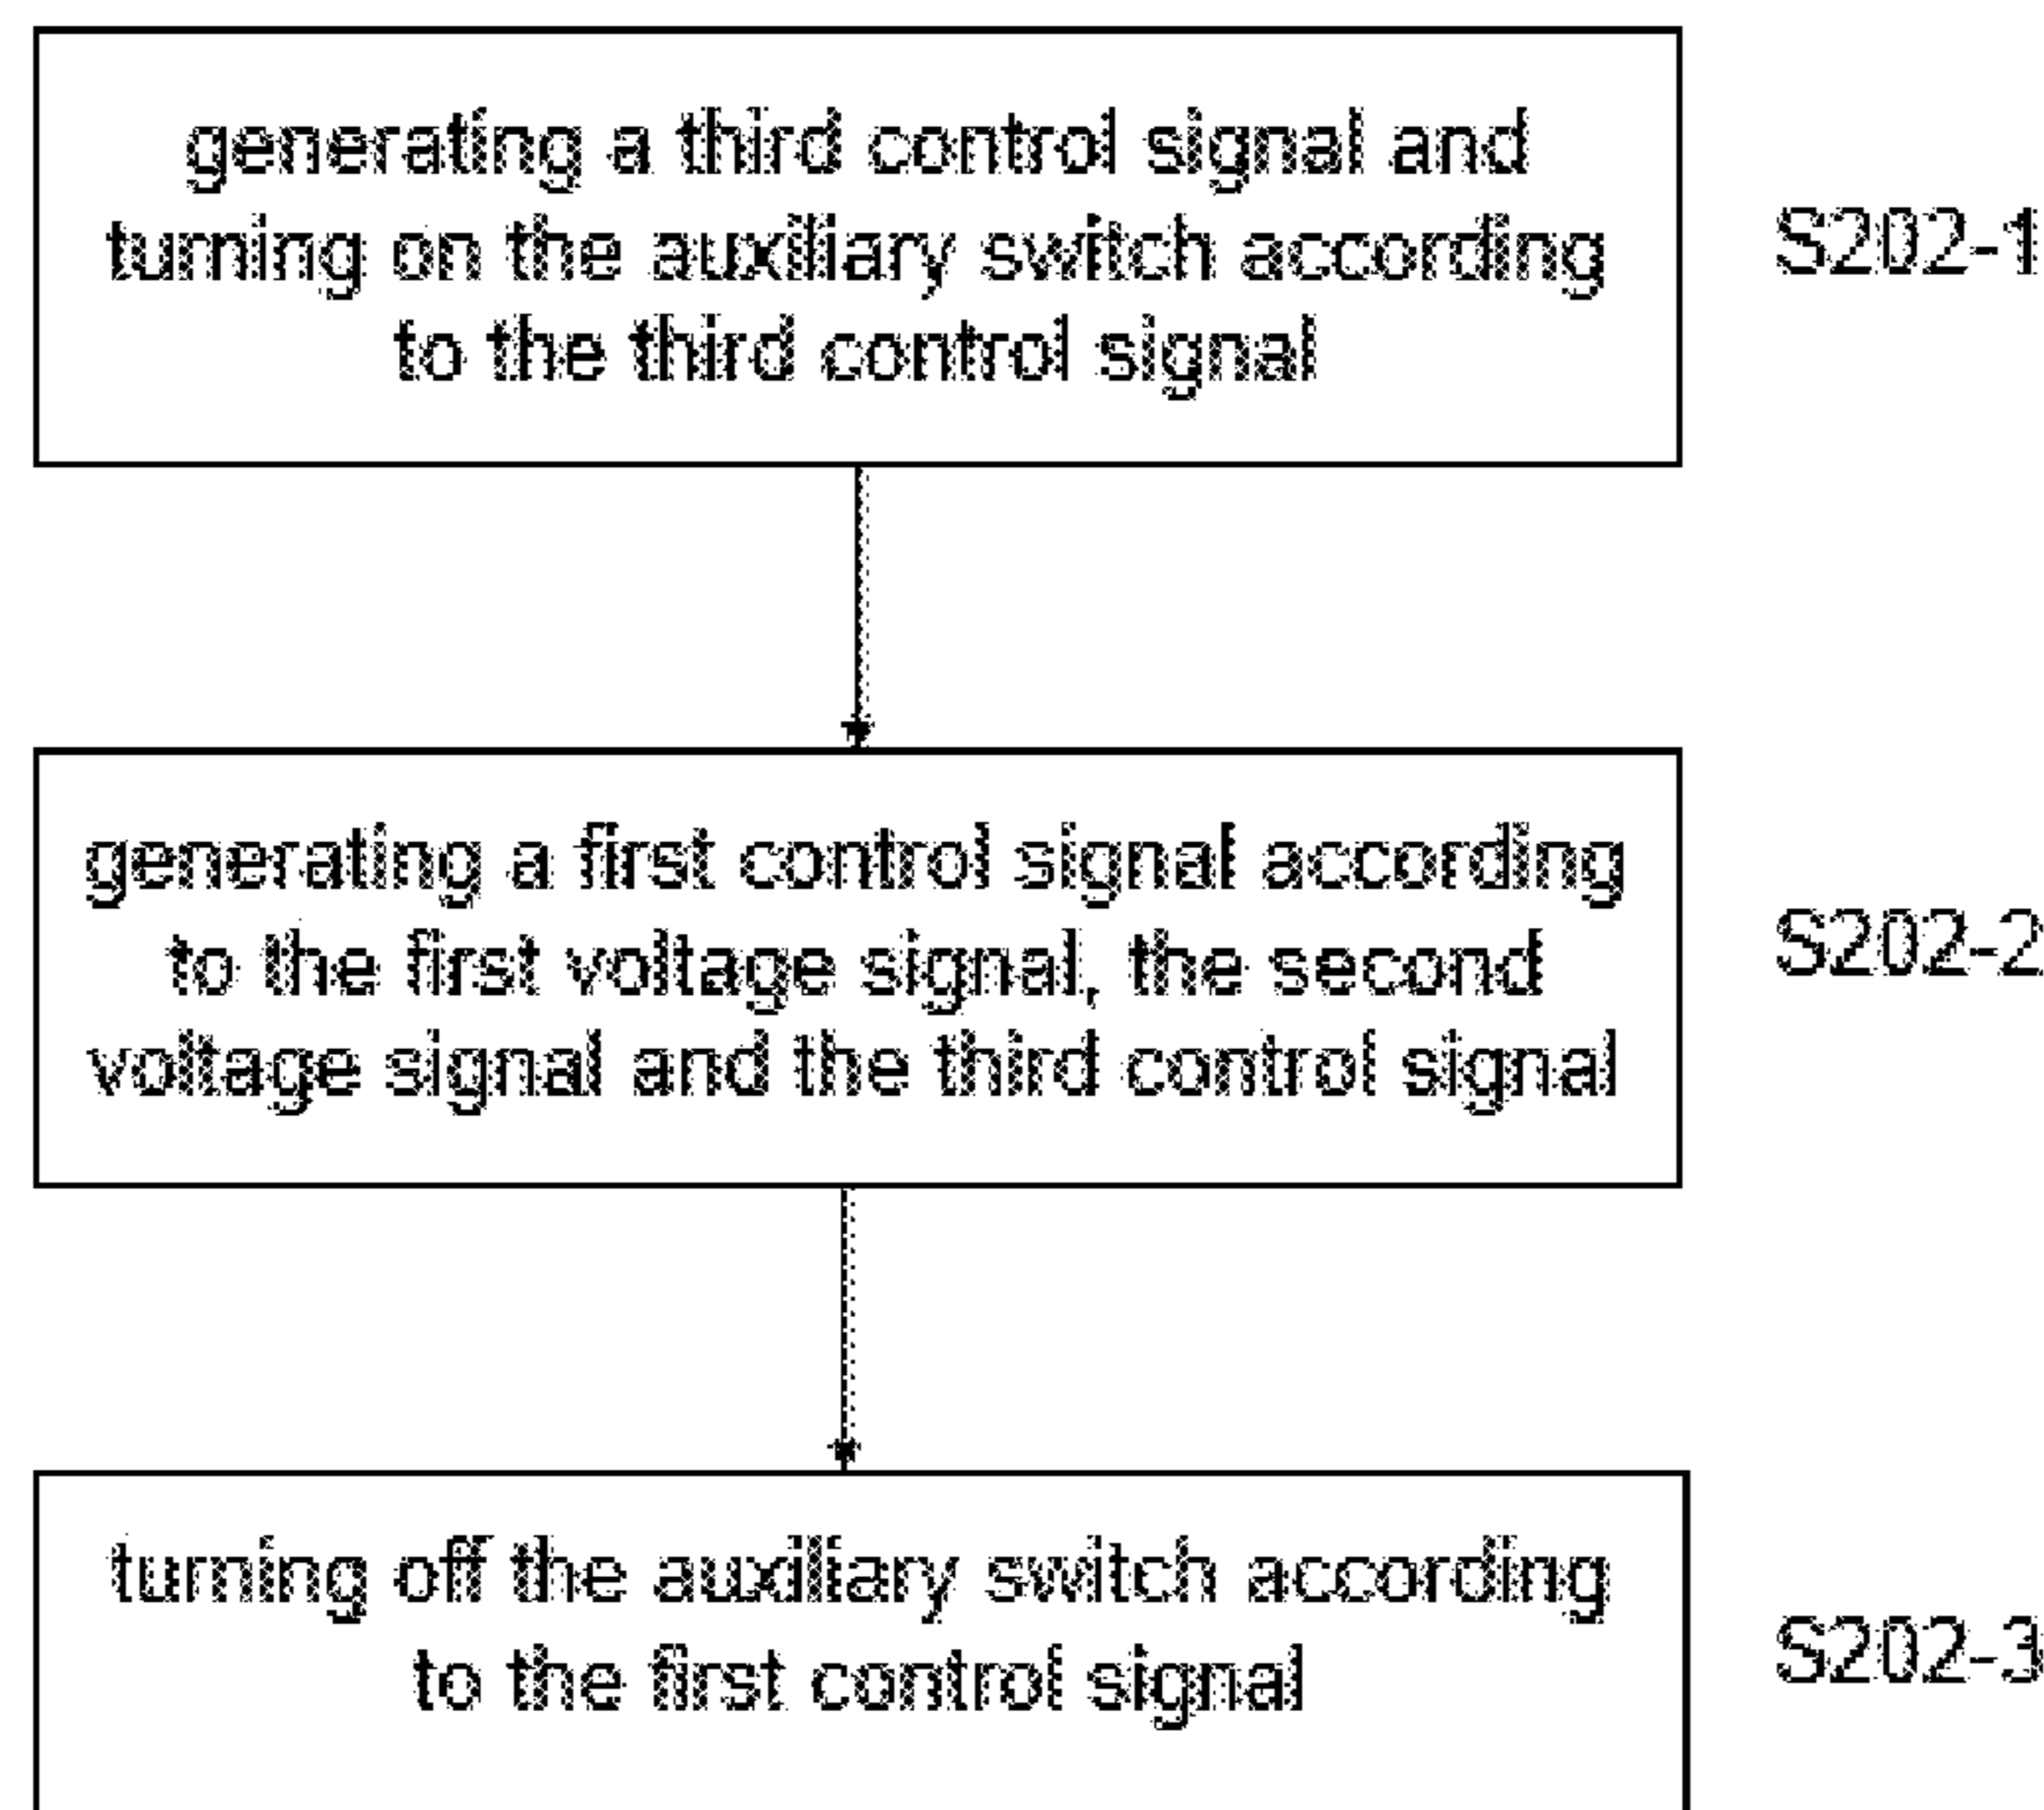 generating a third control signal and
turning on the auxiliary switch according
to the third control signal
S202-1
generating a first control signal according
to the first voltage signal, the second
voltage signal and the third control signal
S202-2
turning off the auxiliary switch according
to the first control signal
S202-3